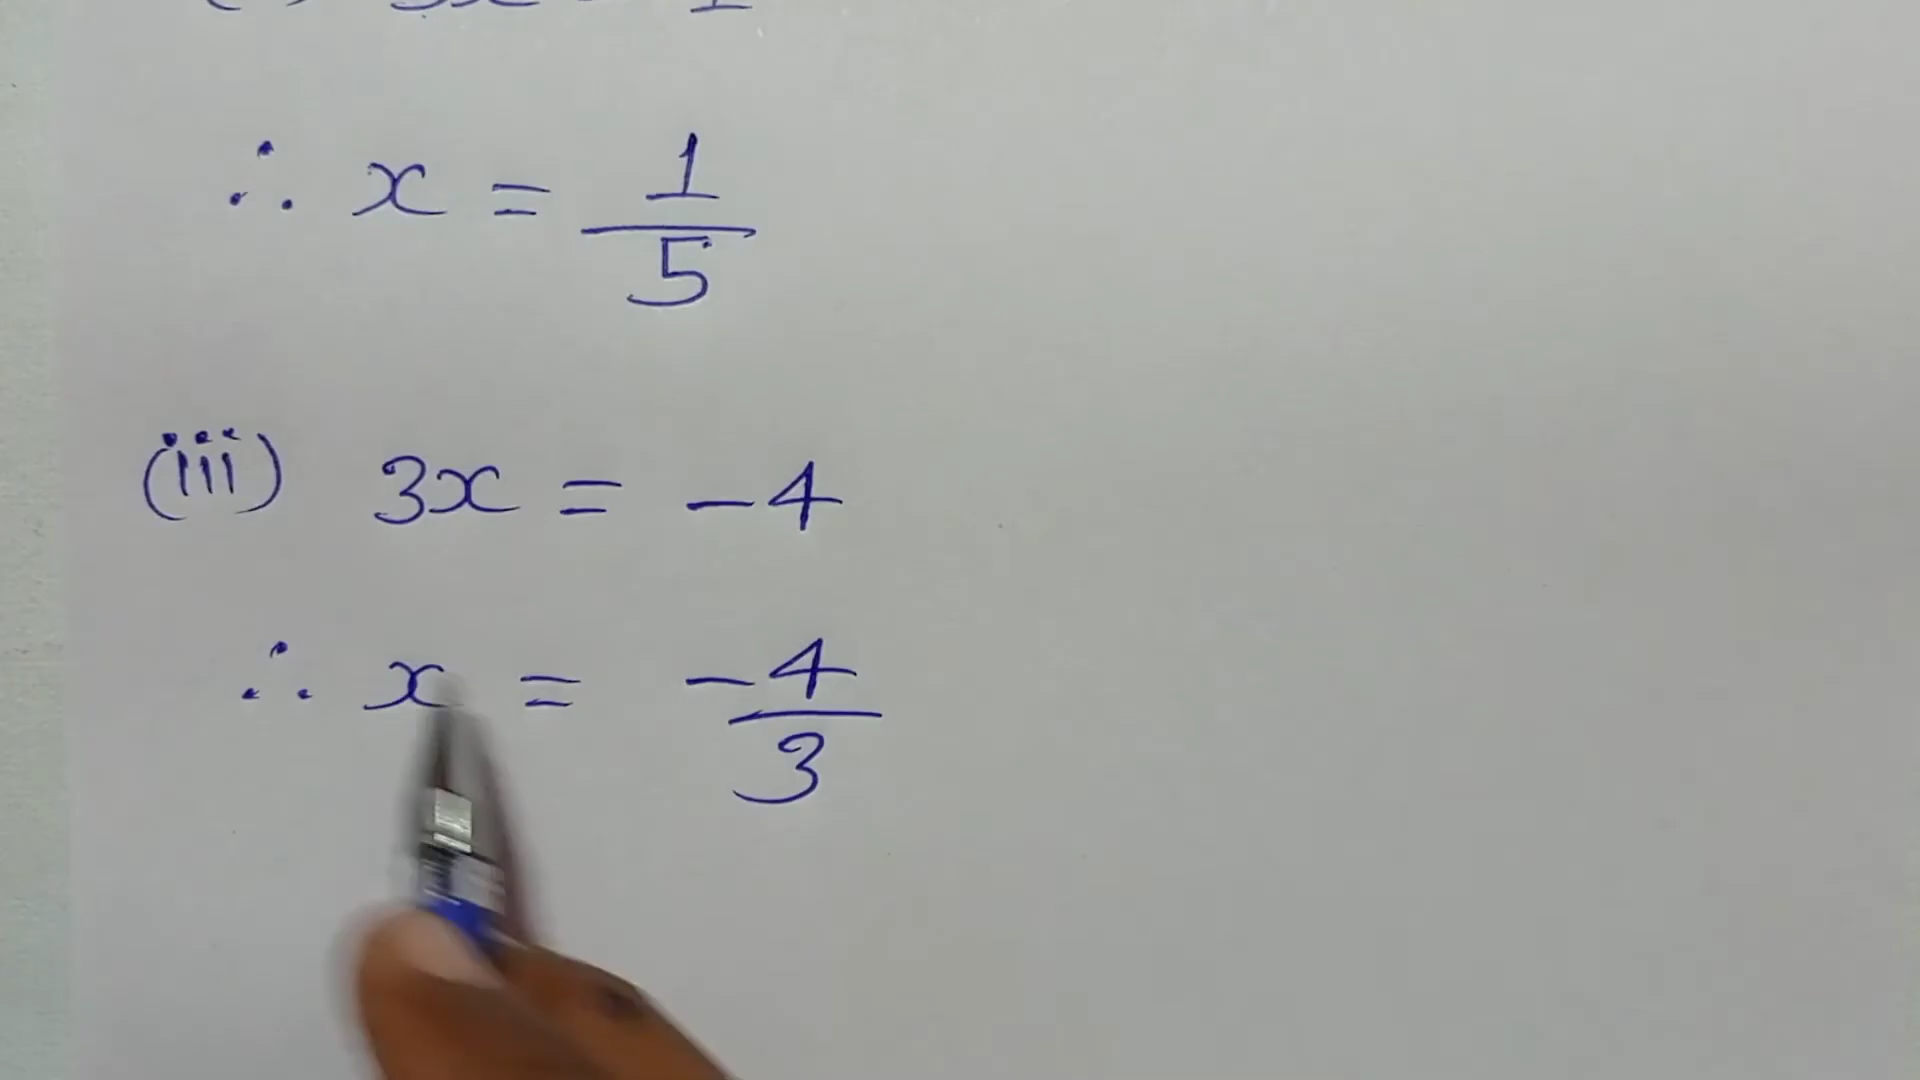 ∴ x = 1/5
(iii) 3x = -4
∴ x = -4/3